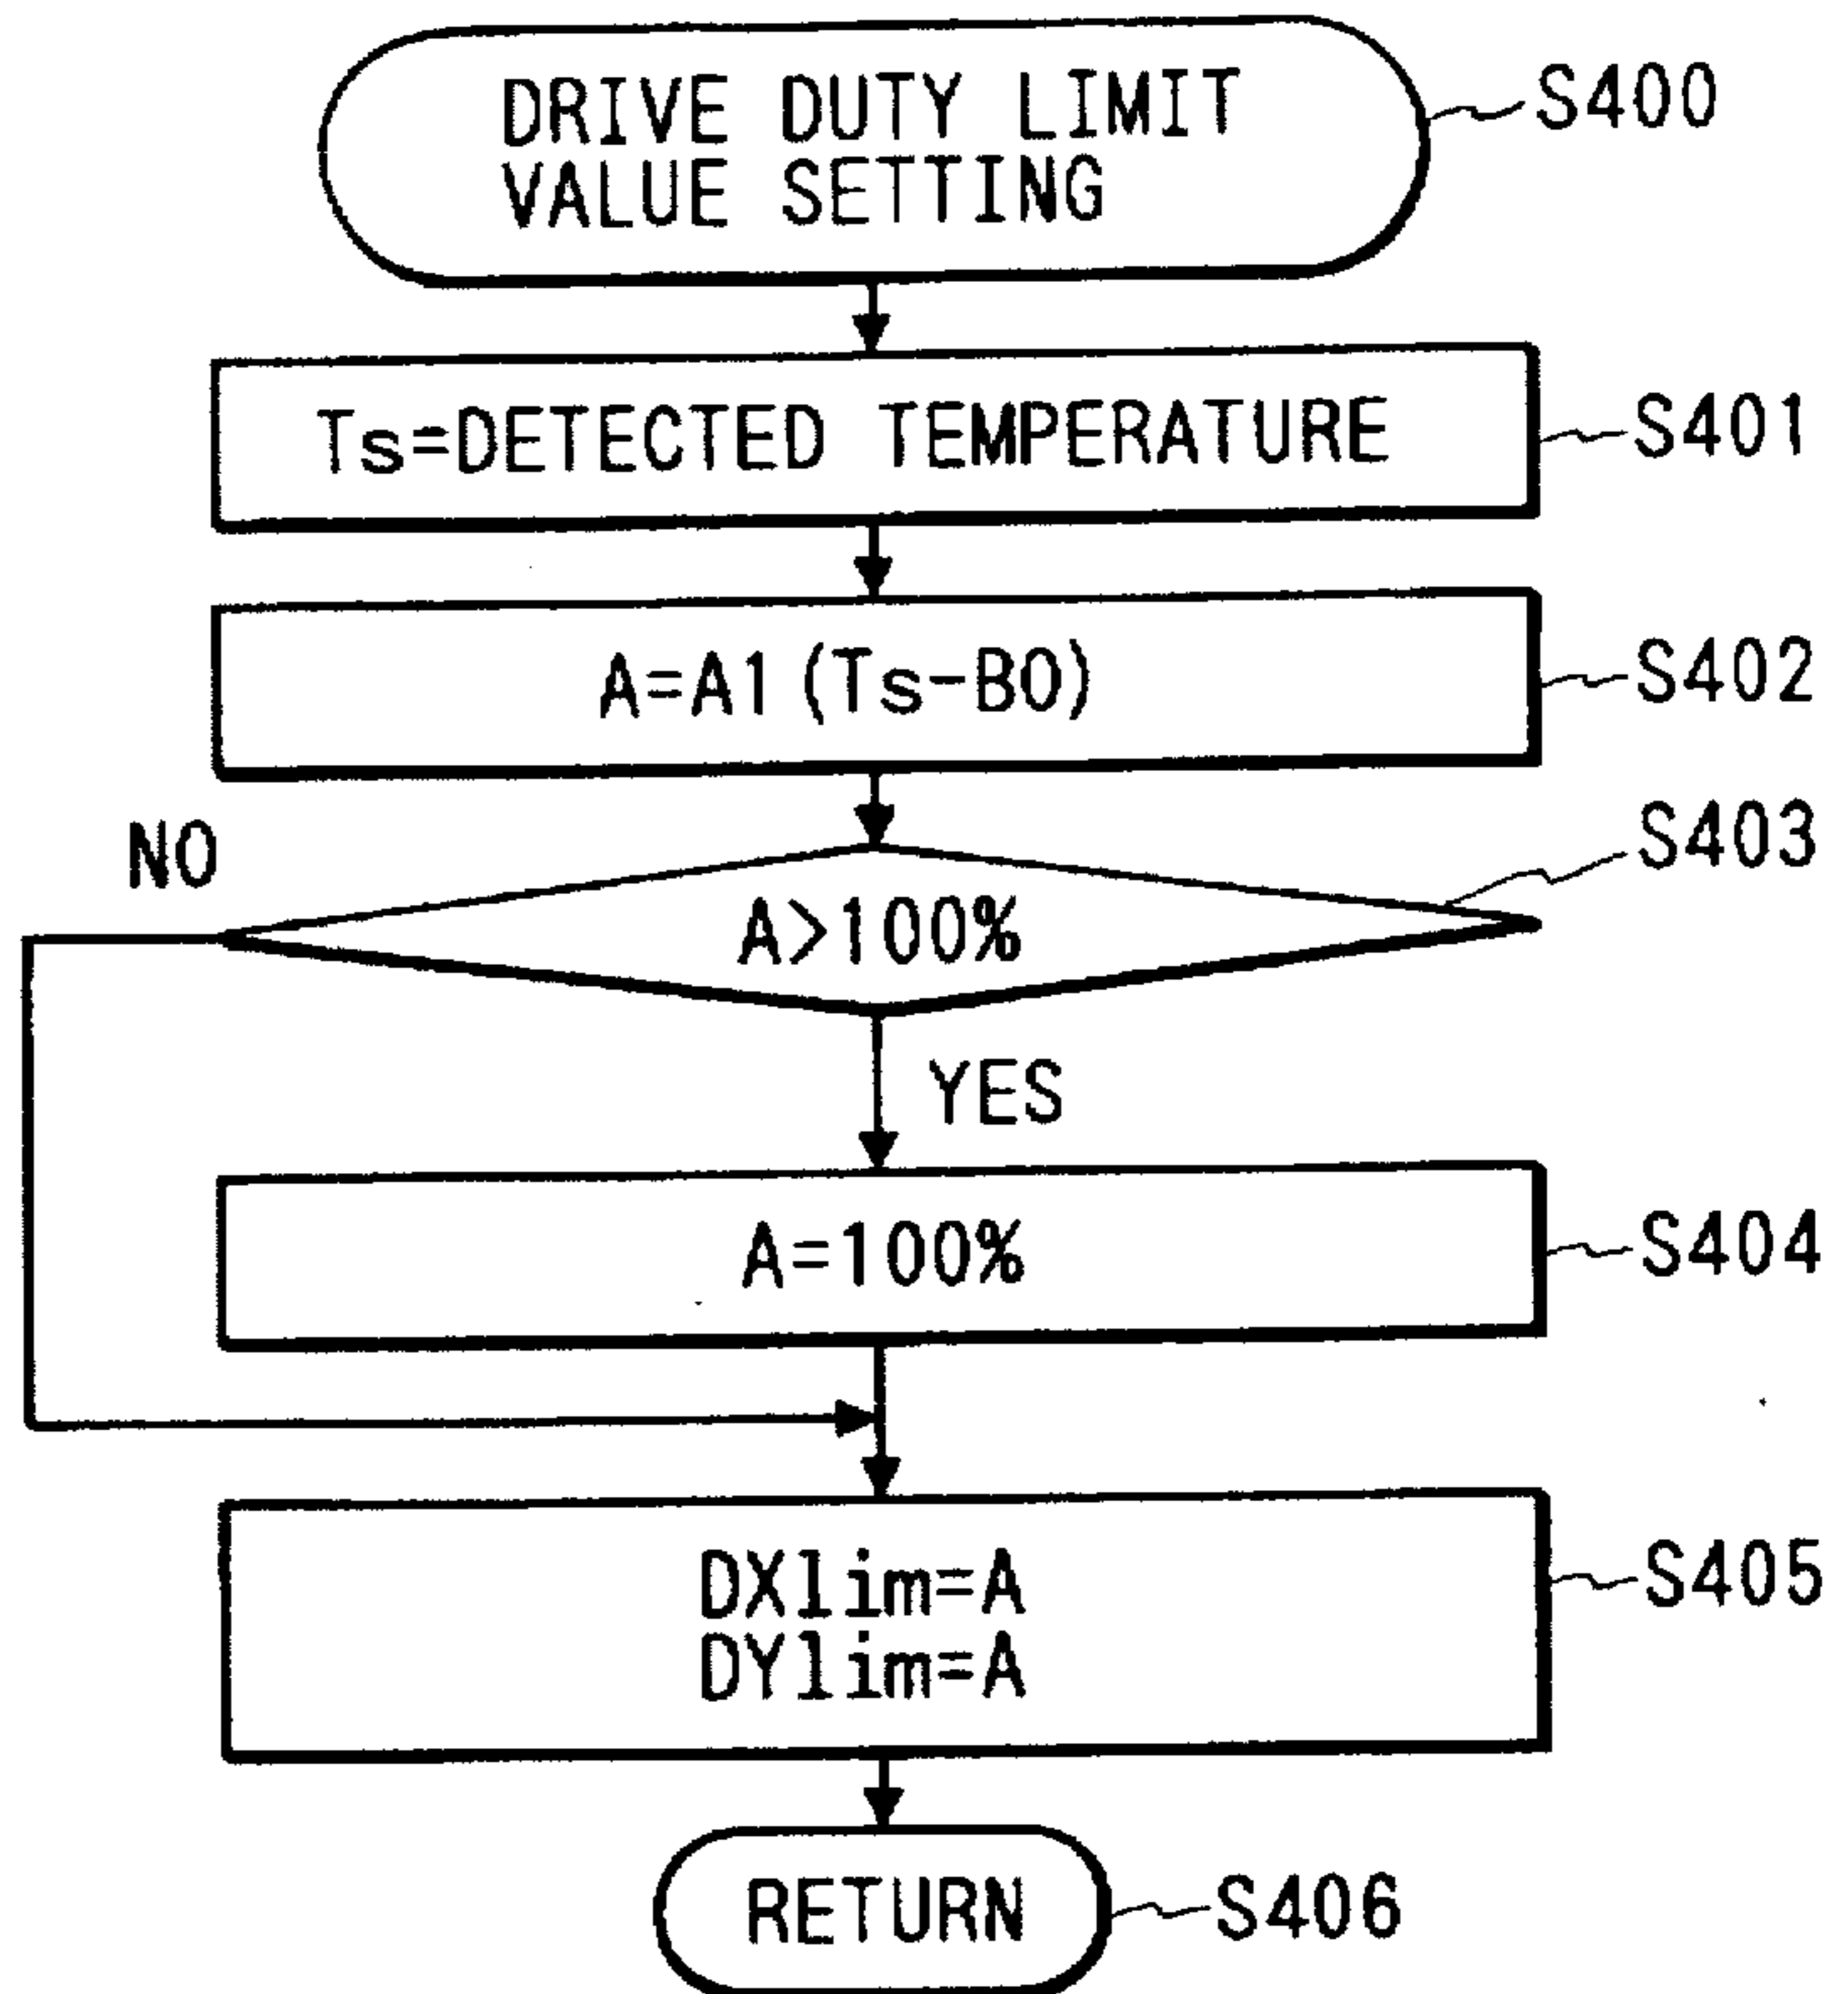 DRIVE DUTY LIMIT
VALUE SETTING
S400
Ts=DETECTED TEMPERATURE
S401
A=A1(Ts-B0)
S402
NO
A>100%
S403
YES
A=100%
S404
DXlim=A
DYlim=A
S405
RETURN
S406